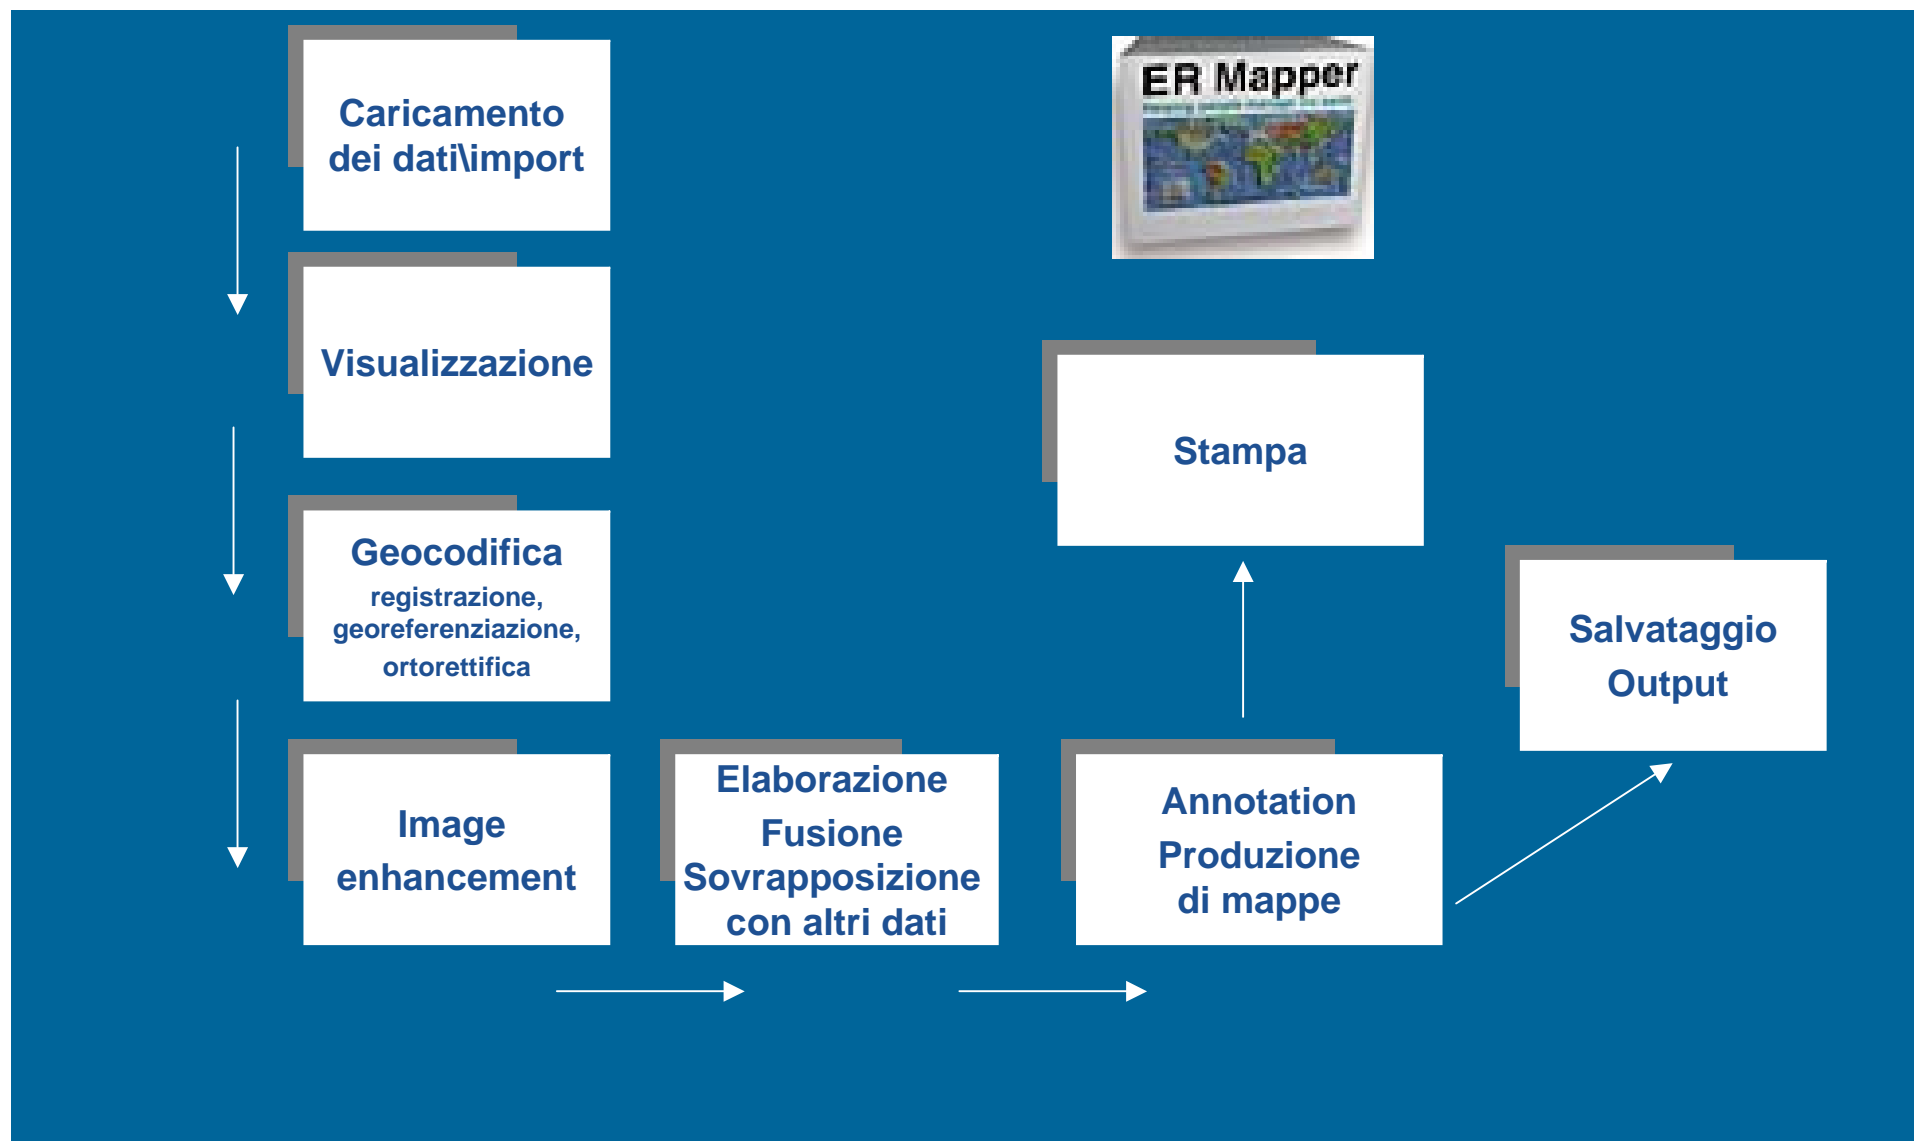 Caricamento
dei dati\import
Visualizzazione
Geocodifica
registrazione,
georeferenziazione,
ortorettifica
Image
enhancement
Elaborazione
Fusione
Sovrapposizione
con altri dati
Annotation
Produzione
di mappe
Stampa
Salvataggio
Output
ER Mapper